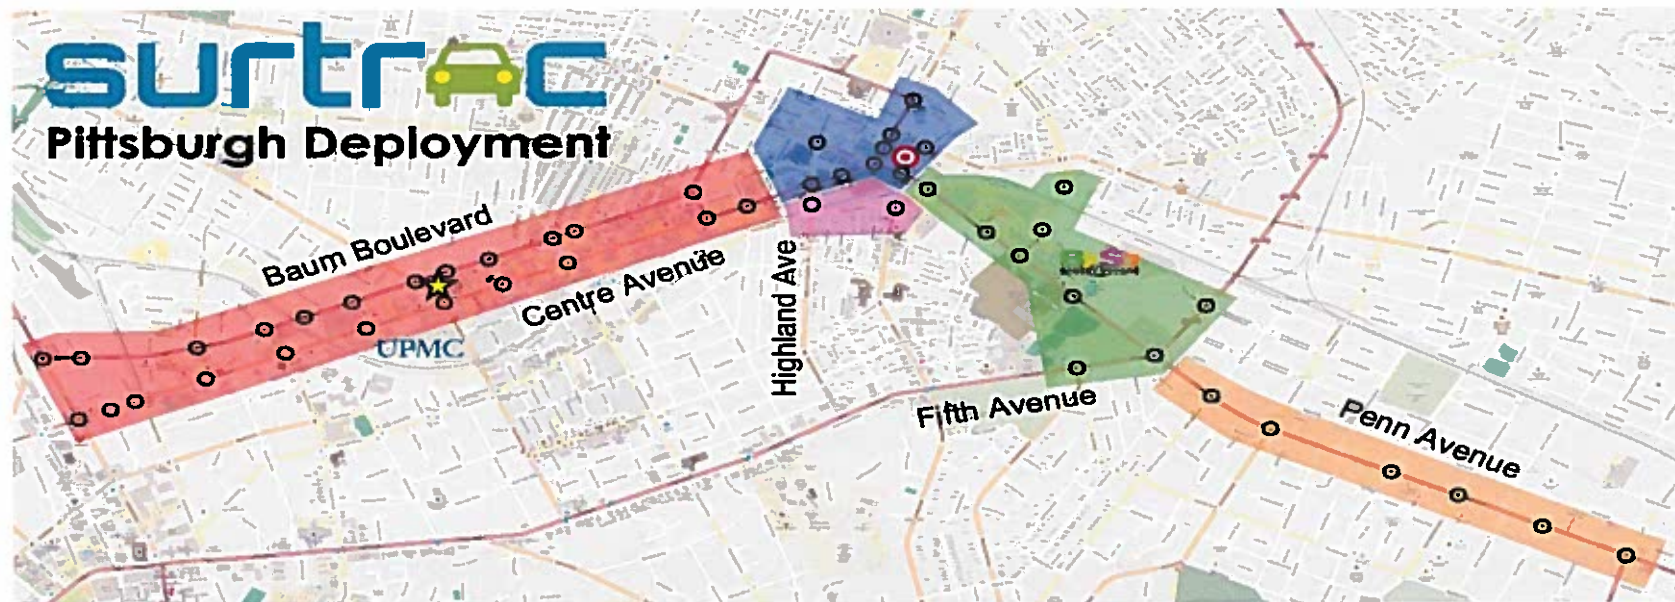 surtrac
Pittsburgh Deployment
Baum Boulevard
Centre Avenue
UPMC
Highland Ave
Fifth Avenue
Penn Avenue